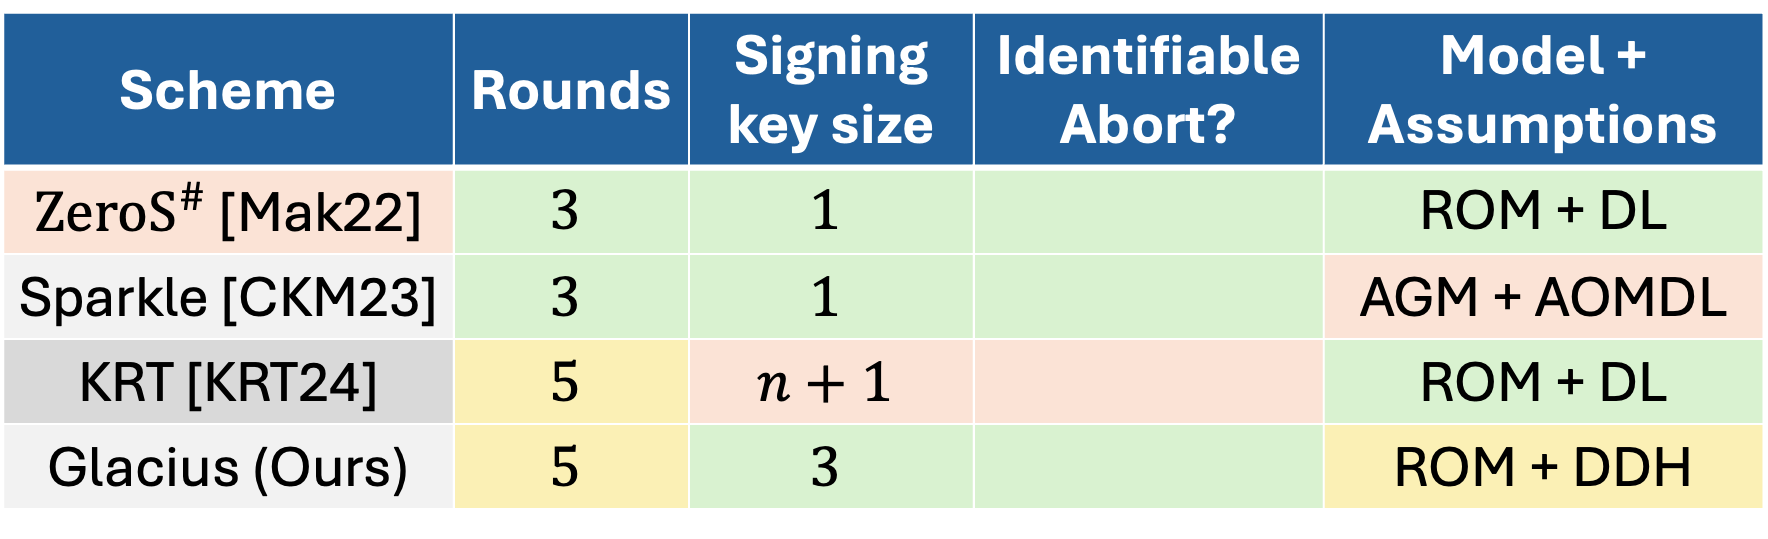 Scheme Rounds Signing key size Identifiable Abort? Model + Assumptions
ZeroS# [Mak22] 3 1 ROM + DL
Sparkle [CKM23] 3 1 AGM + AOMDL
KRT [KRT24] 5 n + 1 ROM + DL
Glacius (Ours) 5 3 ROM + DDH